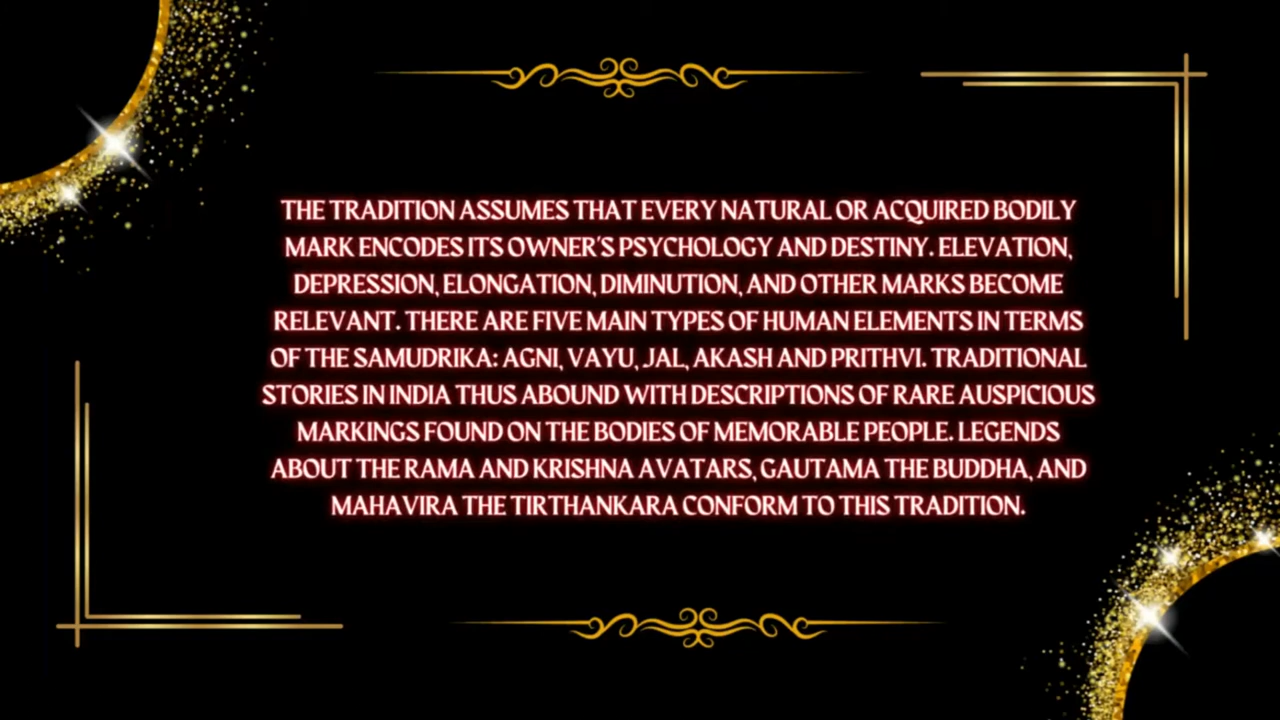 THE TRADITION ASSUMES THAT EVERY NATURAL OR ACQUIRED BODILY
MARK ENCODES ITS OWNER'S PSYCHOLOGY AND DESTINY. ELEVATION,
DEPRESSION, ELONGATION, DIMINUTION, AND OTHER MARKS BECOME
RELEVANT. THERE ARE FIVE MAIN TYPES OF HUMAN ELEMENTS IN TERMS
OF THE SAMUDRIKA: AGNI, VAYU, JAL, AKASH AND PRITHVI. TRADITIONAL
STORIES IN INDIA THUS ABOUND WITH DESCRIPTIONS OF RARE AUSPICIOUS
MARKINGS FOUND ON THE BODIES OF MEMORABLE PEOPLE. LEGENDS
ABOUT THE RAMA AND KRISHNA AVATARS, GAUTAMA THE BUDDHA, AND
MAHAVIRA THE TIRTHANKARA CONFORM TO THIS TRADITION.